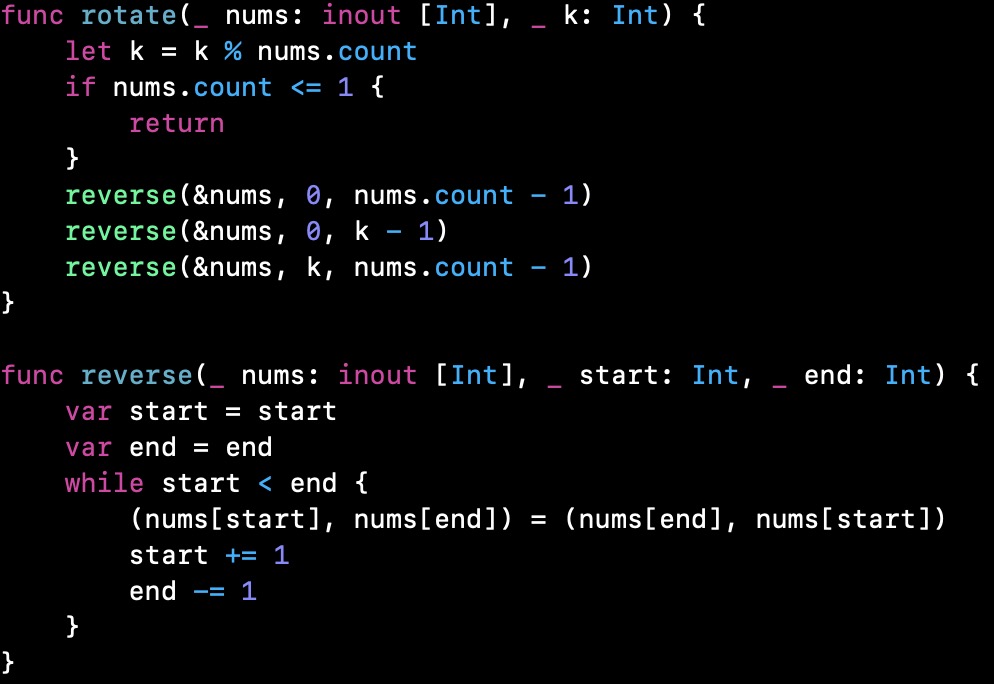 func rotate(_ nums: inout [Int], _ k: Int) {
    let k = k % nums.count
    if nums.count <= 1 {
        return
    }
    reverse(&nums, 0, nums.count - 1)
    reverse(&nums, 0, k - 1)
    reverse(&nums, k, nums.count - 1)
}

func reverse(_ nums: inout [Int], _ start: Int, _ end: Int) {
    var start = start
    var end = end
    while start < end {
        (nums[start], nums[end]) = (nums[end], nums[start])
        start += 1
        end -= 1
    }
}